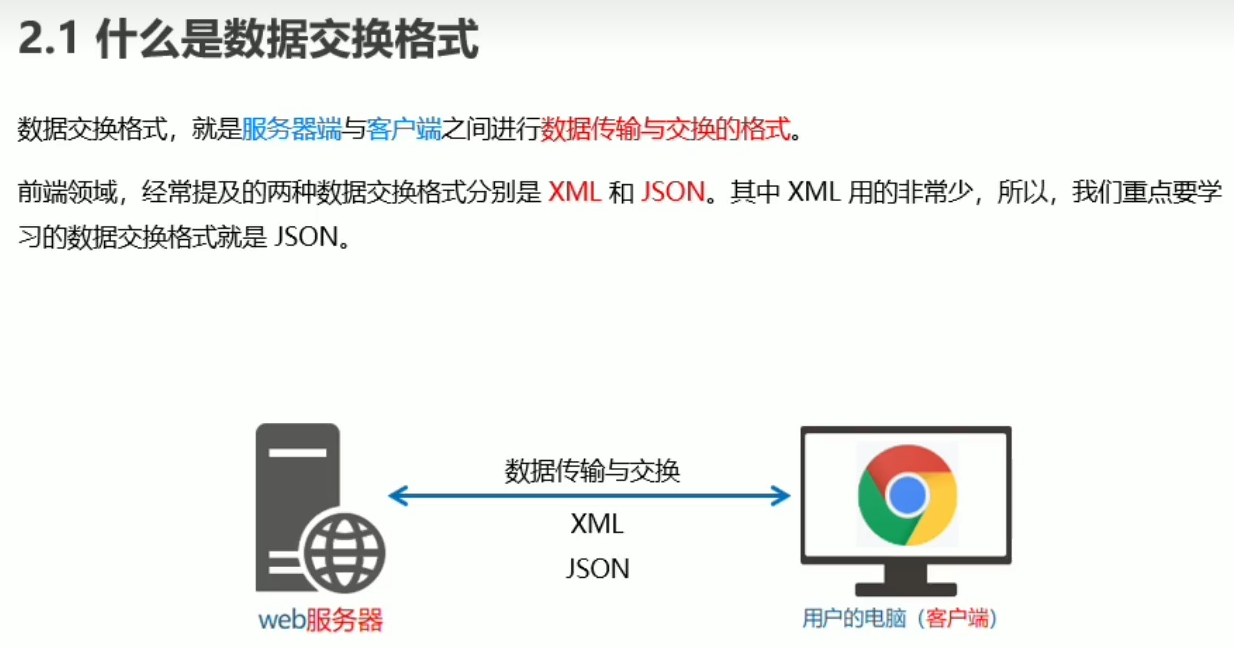 2.1 什么是数据交换格式
数据交换格式，就是服务器端与客户端之间进行数据传输与交换的格式。
前端领域，经常提及的两种数据交换格式分别是 XML 和 JSON。其中 XML 用的非常少，所以，我们重点要学
习的数据交换格式就是 JSON。
数据传输与交换
XML
JSON
web服务器
用户的电脑（客户端）